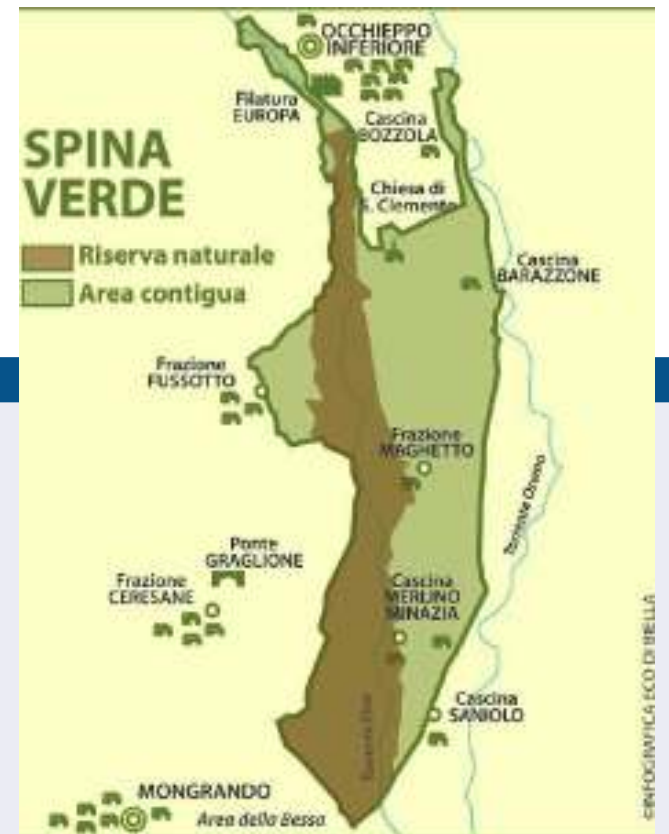 OCCHIEPPO
INFERIORE
Filatura
EUROPA
Cascina
BOZZOLA
SPINA
VERDE
Chiesa di
S. Clemente
Riserva naturale
Area contigua
Cascina
BARAZZONE
Frazione
FUSSOTTO
Frazione
MAGHETTO
Torrente Oremo
Ponte
GRAGLIONE
Frazione
CERESANE
Cascina
MERLINO
MINAZIA
Cascina
SANIOLO
Torrente
MONGRANDO
Area della Bessa
©INFOGRAFICA ECO DI BIELLA